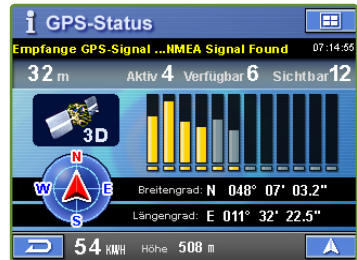 i GPS-Status
Empfange GPS-Signal ...NMEA Signal Found 07:14:55
32 m Aktiv 4 Verfügbar 6 Sichtbar 12
3D
N
W E
S
Breitengrad: N 048° 07' 03.2"
Längengrad: E 011° 32' 22.5"
54 KWH Höhe 508 m